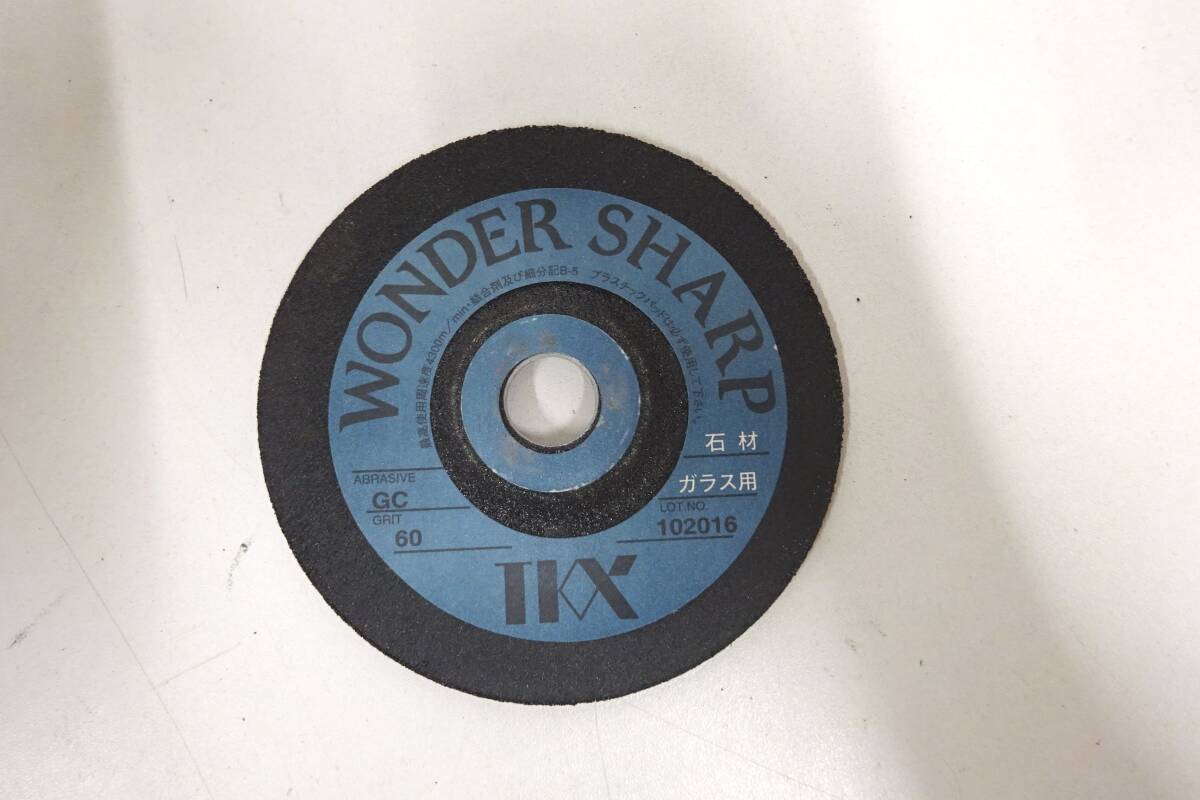 WONDER SHARP
最高使用周速度4300m/min・結合剤及び細分記B-5 プラスチックパッドは必ず使用して下さい。
石材
ガラス用
ABRASIVE
GC
GRIT
60
LOT NO.
102016
TKX